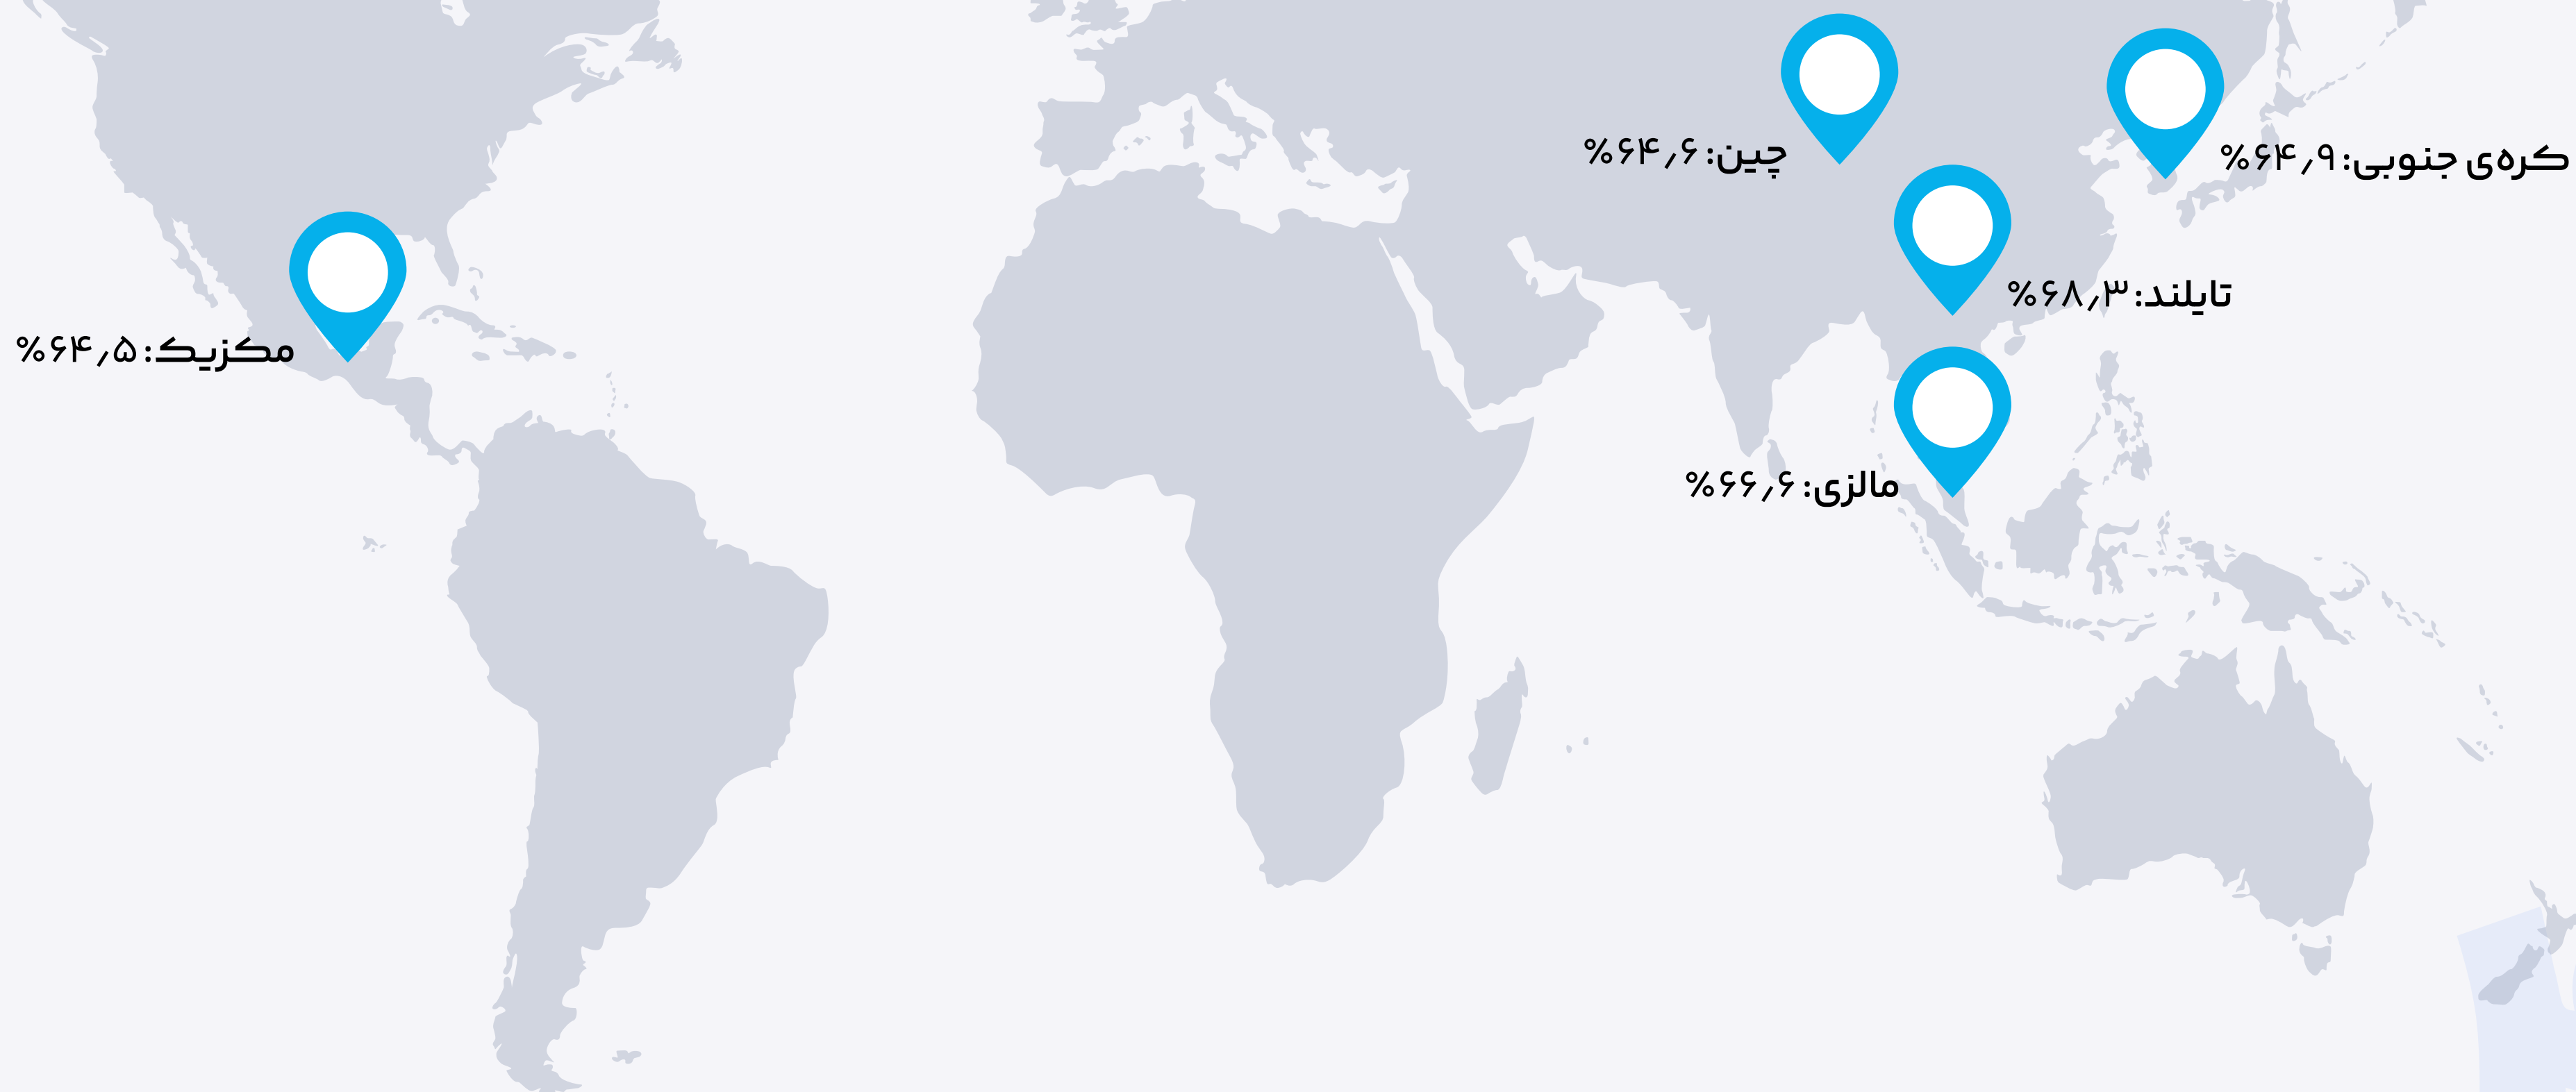 چین: ۶۴٫۶%
کره‌ی جنوبی: ۶۴٫۹%
تایلند: ۶۸٫۳%
مکزیک: ۶۴٫۵%
مالزی: ۶۶٫۶%